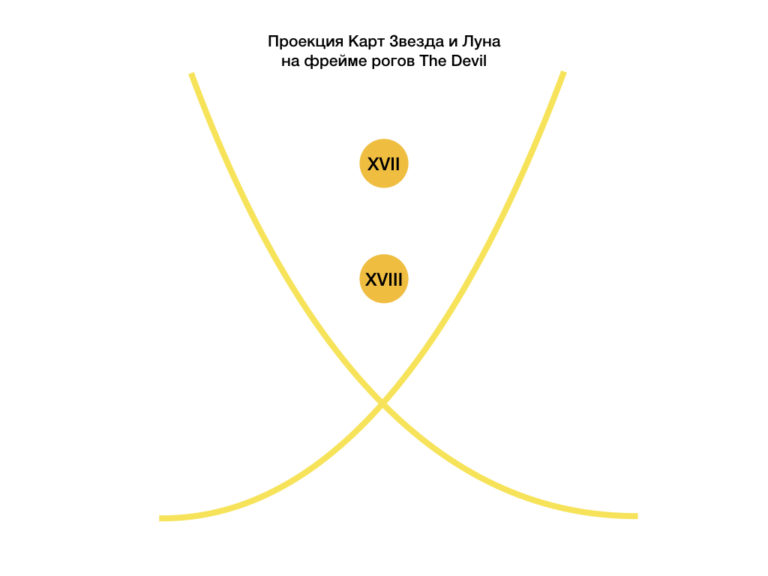 Проекция Карт Звезда и Луна
на фрейме рогов The Devil
XVII
XVIII